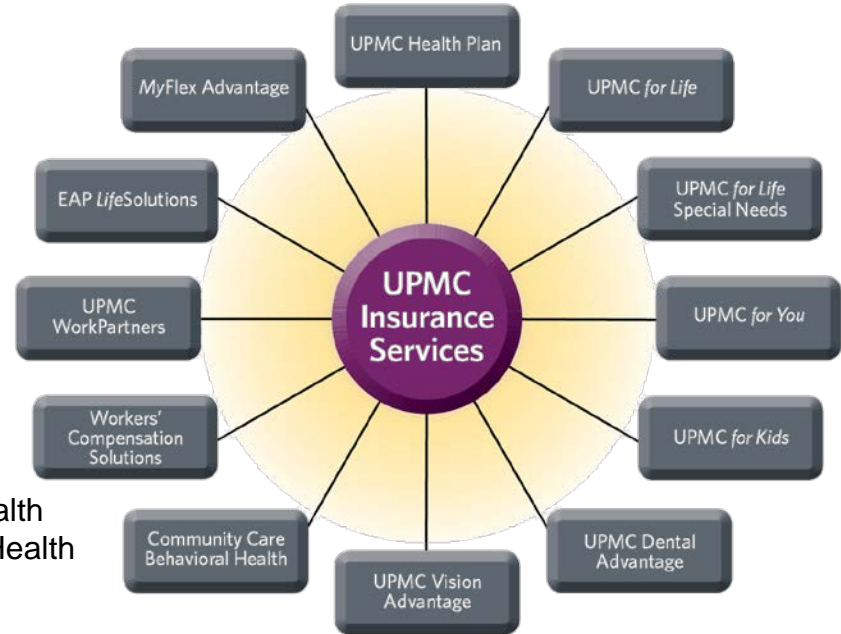 UPMC Health Plan
MyFlex Advantage
UPMC for Life
EAP LifeSolutions
UPMC for Life
Special Needs
UPMC
Insurance
Services
UPMC
WorkPartners
UPMC for You
Workers'
Compensation
Solutions
UPMC for Kids
alth
Health
Community Care
Behavioral Health
UPMC Vision
Advantage
UPMC Dental
Advantage